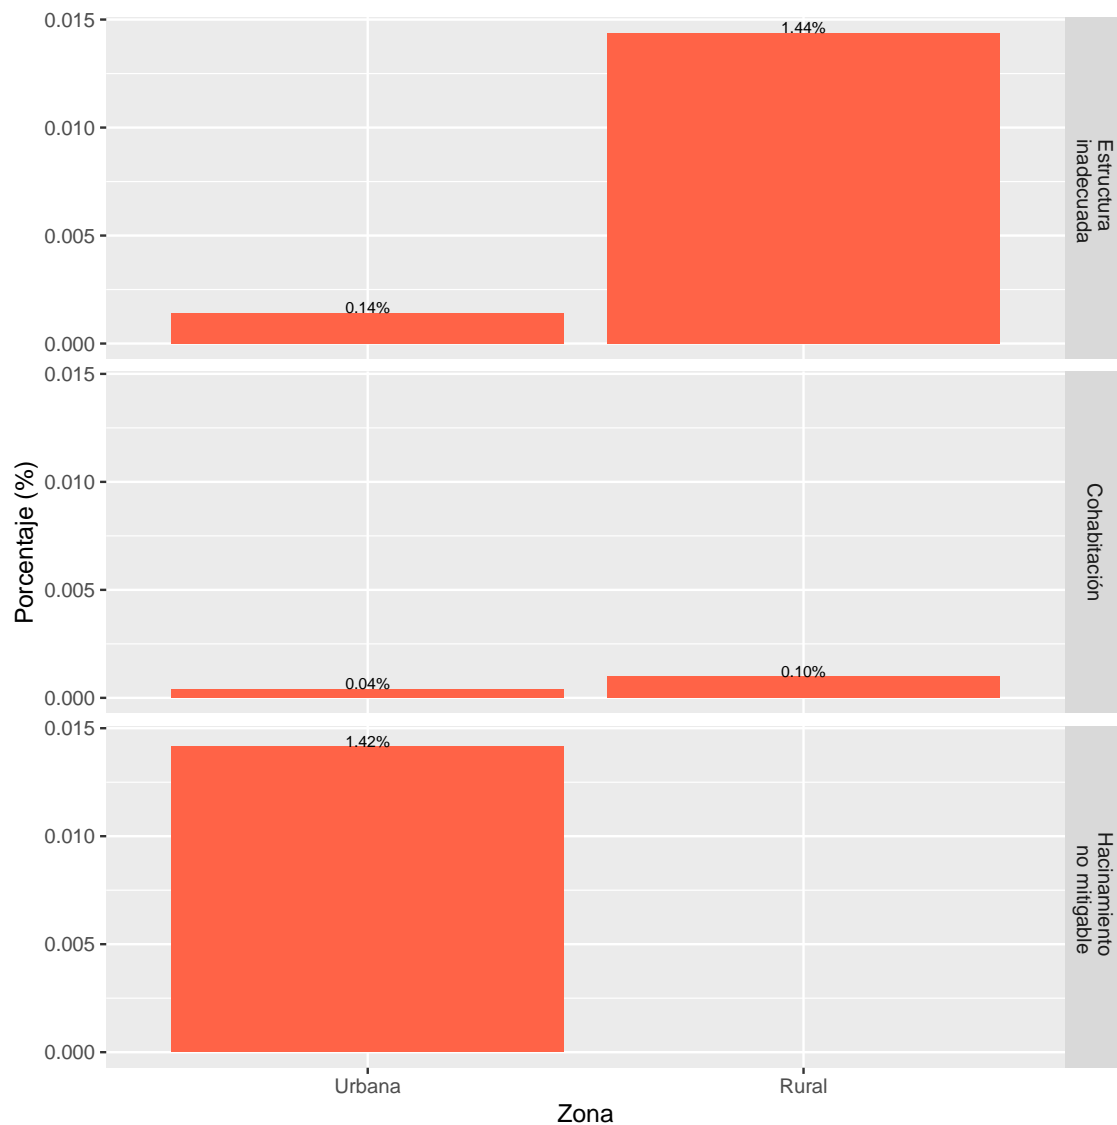 Porcentaje (%)
0.015
0.010
0.005
0.000
0.14%
1.44%
Estructura
inadecuada
0.015
0.010
0.005
0.000
0.04%
0.10%
Cohabitación
0.015
0.010
0.005
0.000
1.42%
Hacinamiento
no mitigable
Urbana
Rural
Zona